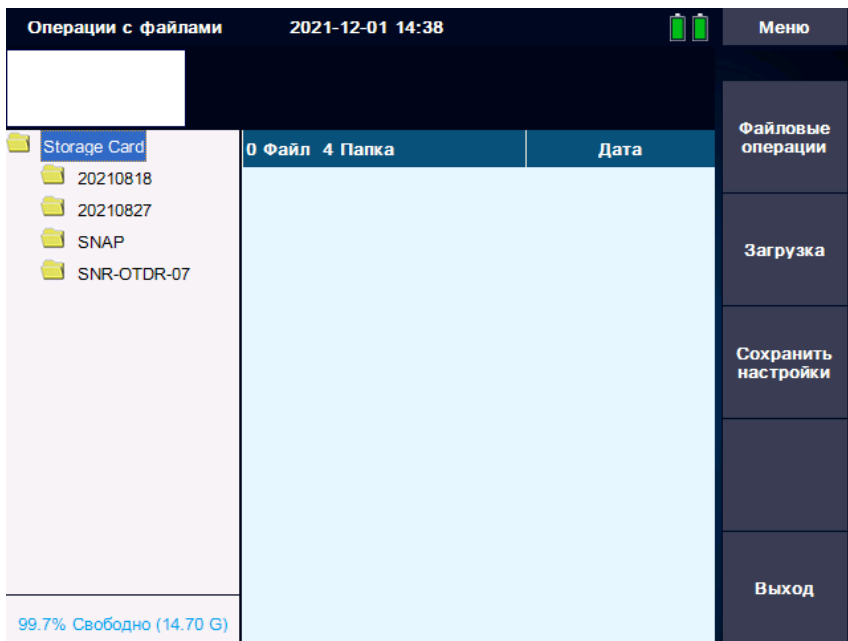 Операции с файлами 2021-12-01 14:38 Меню
Storage Card
20210818
20210827
SNAP
SNR-OTDR-07
0 Файл 4 Папка Дата
Файловые
операции
Загрузка
Сохранить
настройки
Выход
99.7% Свободно (14.70 G)